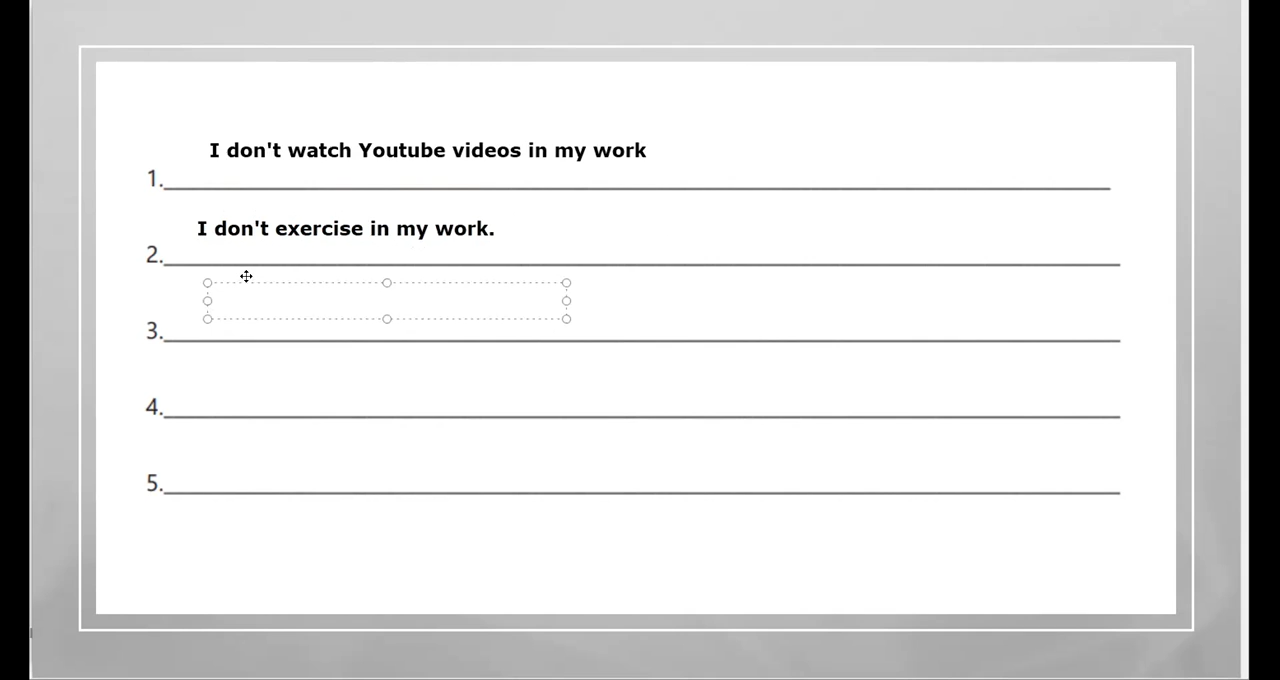 I don't watch Youtube videos in my work
1.
I don't exercise in my work.
2.
3.
4.
5.